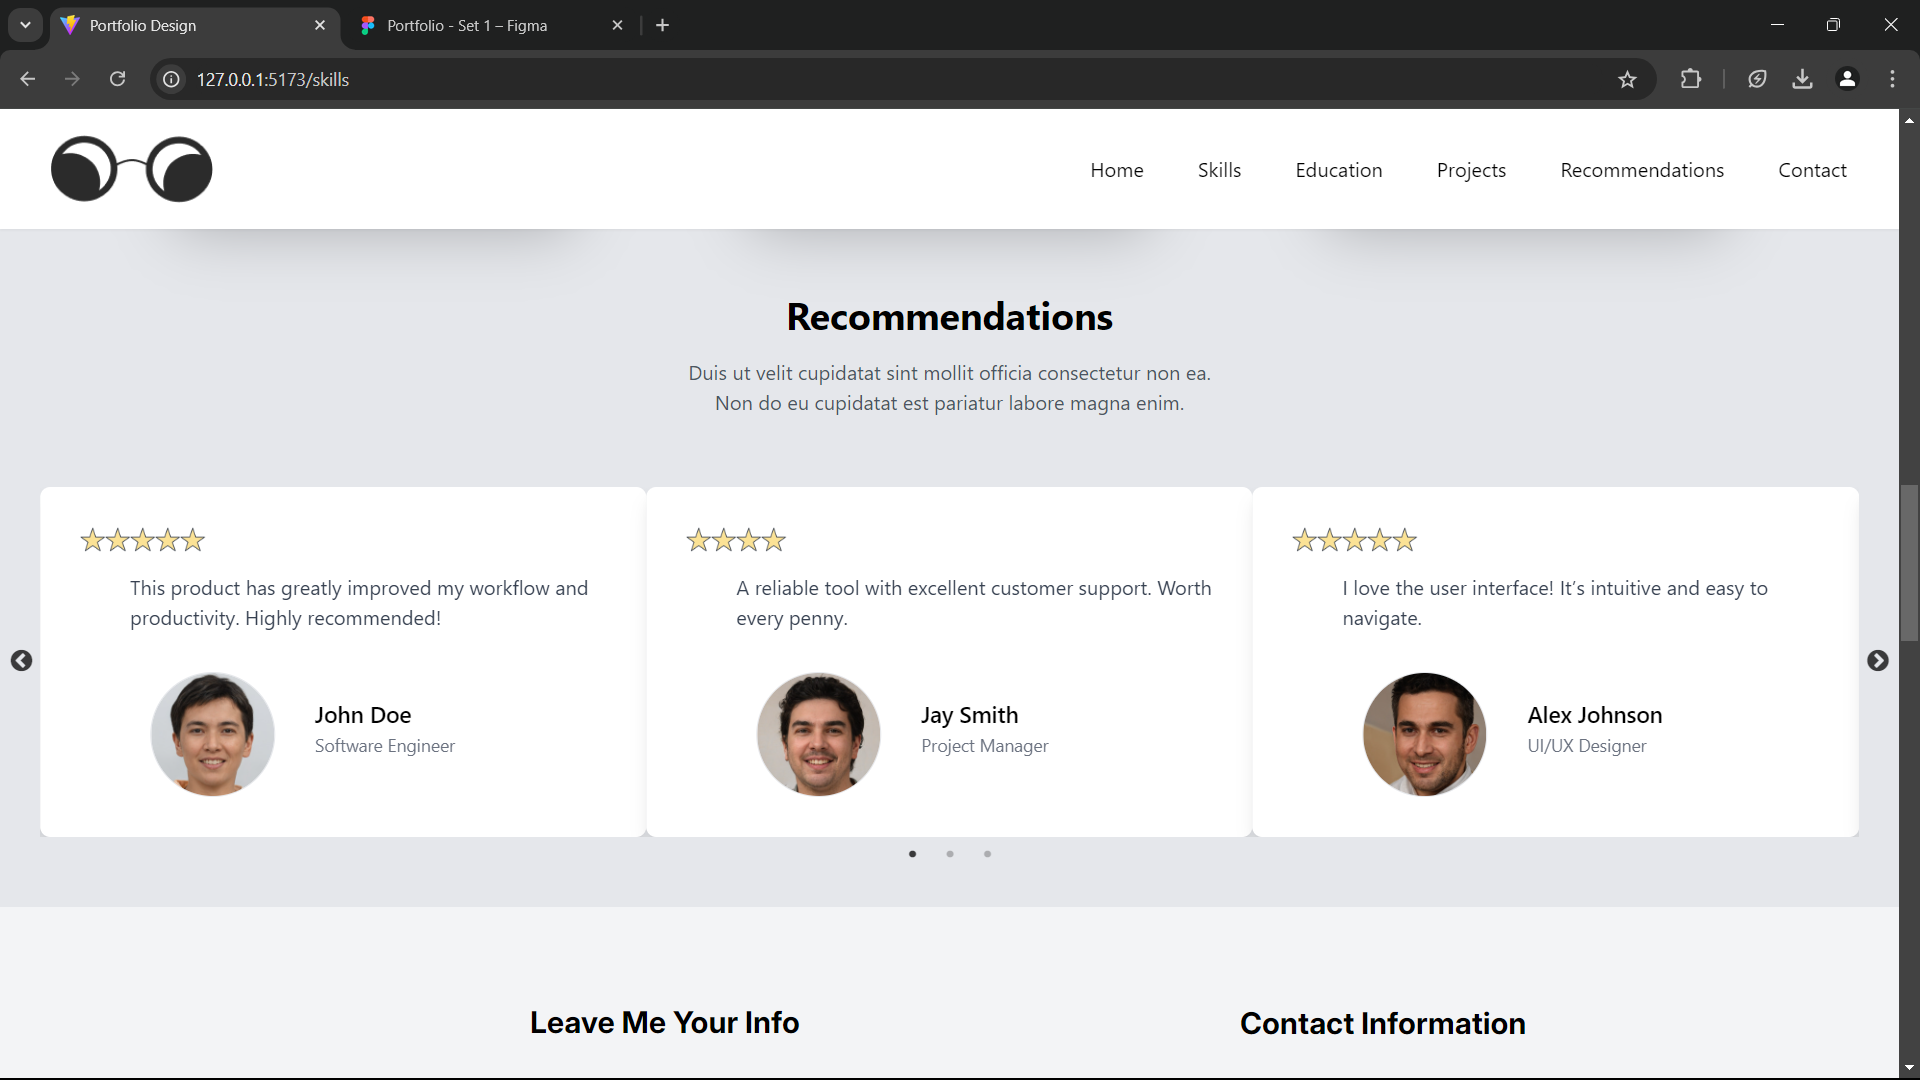 Portfolio Design
Portfolio - Set 1 – Figma
127.0.0.1:5173/skills
Home
Skills
Education
Projects
Recommendations
Contact
Recommendations
Duis ut velit cupidatat sint mollit officia consectetur non ea.
Non do eu cupidatat est pariatur labore magna enim.
This product has greatly improved my workflow and
productivity. Highly recommended!
John Doe
Software Engineer
A reliable tool with excellent customer support. Worth
every penny.
Jay Smith
Project Manager
I love the user interface! It’s intuitive and easy to
navigate.
Alex Johnson
UI/UX Designer
Leave Me Your Info
Contact Information